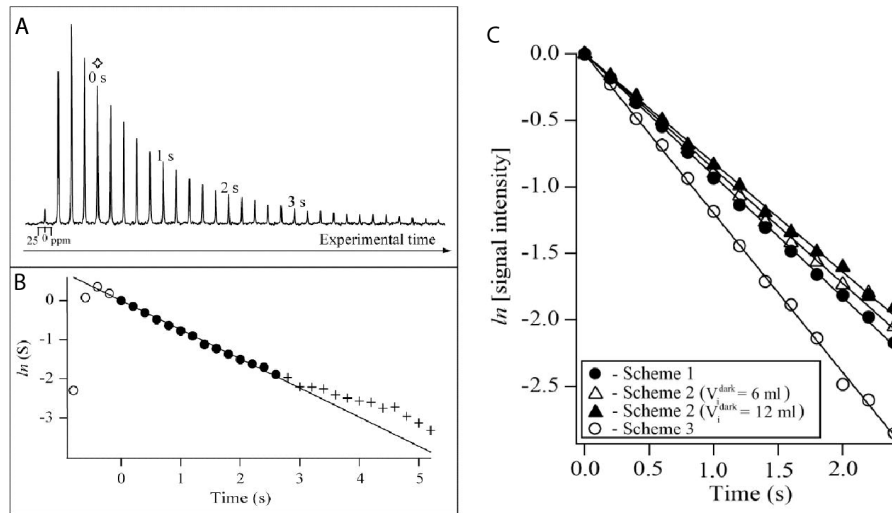 A
0 s
1 s
2 s
3 s
25 0 ppm
Experimental time
B
ln (S)
0
-1
-2
-3
0 1 2 3 4 5
Time (s)
C
ln [signal intensity]
0.0
-0.5
-1.0
-1.5
-2.0
-2.5
- Scheme 1
- Scheme 2 (V_i^dark = 6 ml)
- Scheme 2 (V_i^dark = 12 ml)
- Scheme 3
0.0 0.5 1.0 1.5 2.0
Time (s)